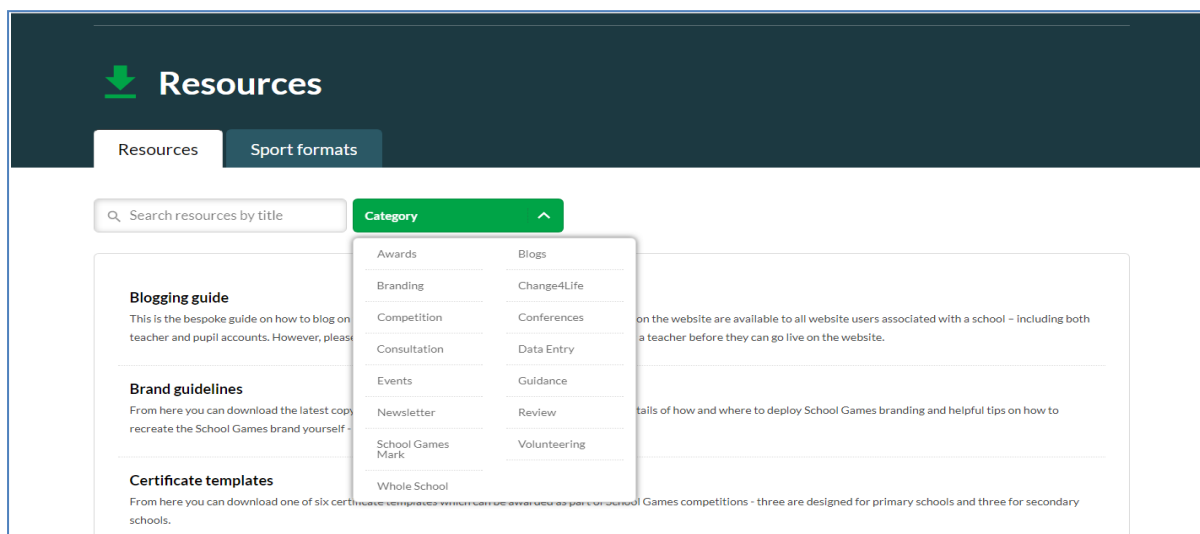 Resources
Resources
Sport formats
Search resources by title
Category
Awards
Blogs
Branding
Change4Life
Competition
Conferences
Consultation
Data Entry
Events
Guidance
Newsletter
Review
School Games
Mark
Volunteering
Whole School
Blogging guide
This is the bespoke guide on how to blog on
on the website are available to all website users associated with a school – including both
teacher and pupil accounts. However, pleas
a teacher before they can go live on the website.
Brand guidelines
From here you can download the latest copy
tails of how and where to deploy School Games branding and helpful tips on how to
recreate the School Games brand yourself -
Certificate templates
From here you can download one of six certificate templates which can be awarded as part of School Games competitions - three are designed for primary schools and three for secondary
schools.